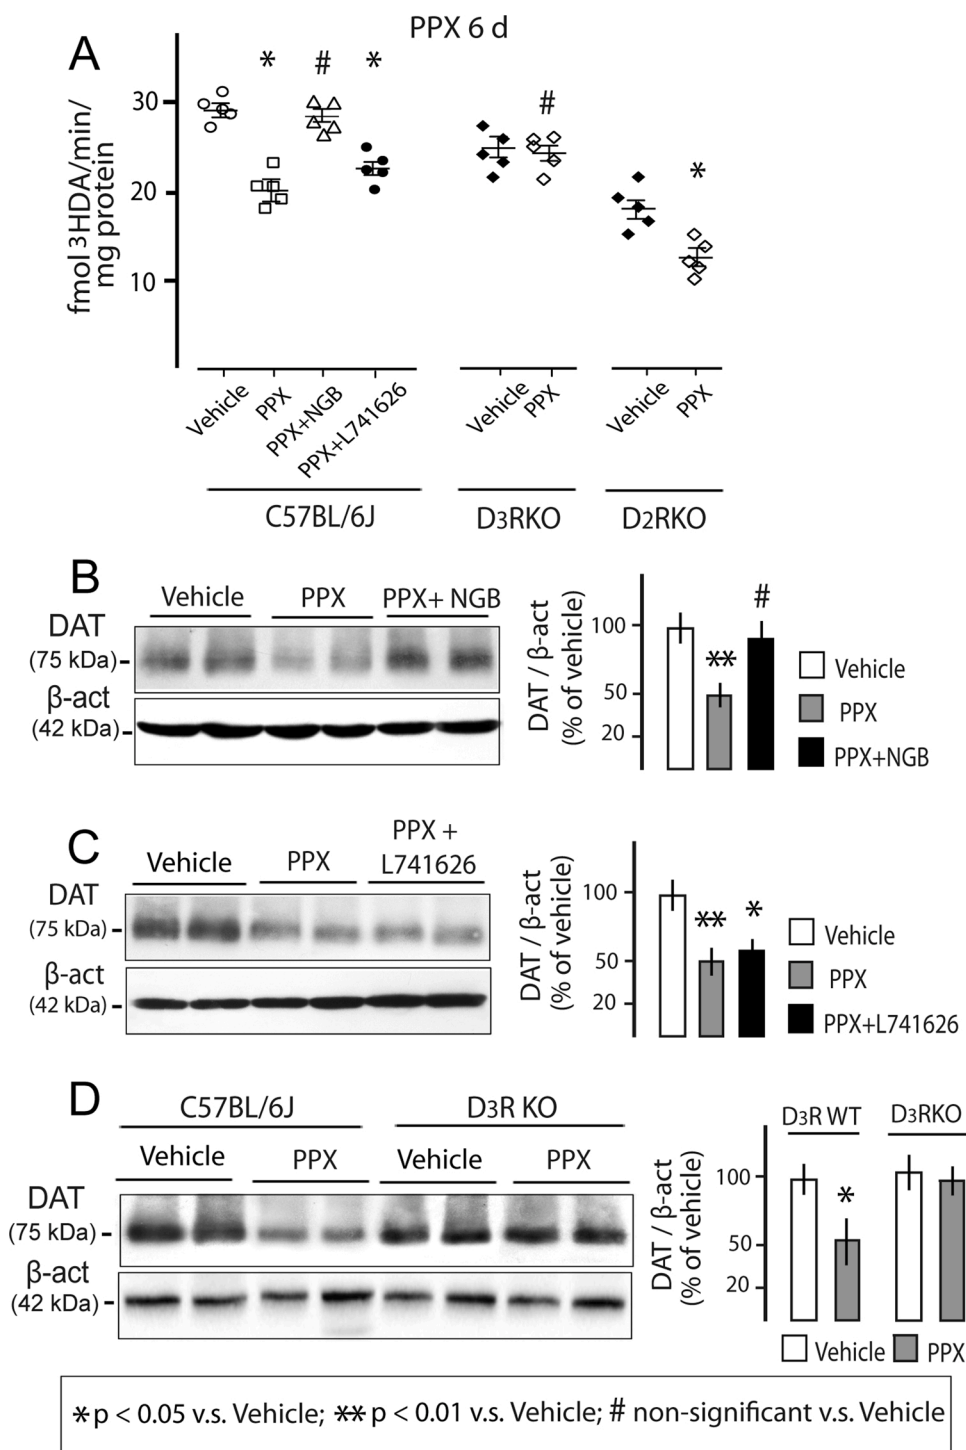 PPX 6 d
A
* # * # *
fmol ³HDA/min/
mg protein
30
20
10
Vehicle
PPX
PPX+NGB
PPX+L741626
Vehicle
PPX
Vehicle
PPX
C57BL/6J
D3RKO
D2RKO
B
Vehicle PPX PPX+ NGB
DAT
(75 kDa)
β-act
(42 kDa)
DAT / β-act
(% of vehicle)
100
50
20
** #
Vehicle
PPX
PPX+NGB
C
Vehicle PPX PPX +
L741626
DAT
(75 kDa)
β-act
(42 kDa)
DAT / β-act
(% of vehicle)
100
50
20
** *
Vehicle
PPX
PPX+L741626
D
C57BL/6J D3R KO
Vehicle PPX Vehicle PPX
DAT
(75 kDa)
β-act
(42 kDa)
DAT / β-act
(% of vehicle)
D3R WT D3RKO
100
50
20
*
Vehicle PPX
*p < 0.05 v.s. Vehicle; **p < 0.01 v.s. Vehicle; # non-significant v.s. Vehicle